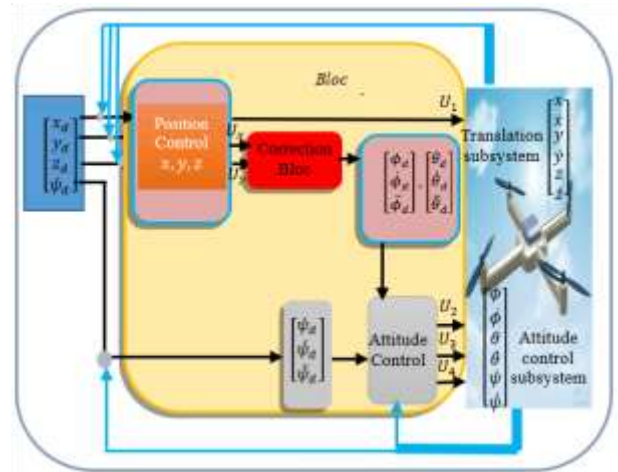 Bloc
x_d
y_d
z_d
ψ_d
Position
Control
x, y, z
U_x
U_y
Correction
Bloc
U_1
Translation
subsystem
x
ẋ
y
ẏ
z
ż
ϕ_d
ϕ̇_d
ϕ̈_d
,
θ_d
θ̇_d
θ̈_d
ψ_d
ψ̇_d
ψ̈_d
Attitude
Control
U_2
U_3
U_4
ϕ
ϕ̇
θ
θ̇
ψ
ψ̇
Attitude
control
subsystem